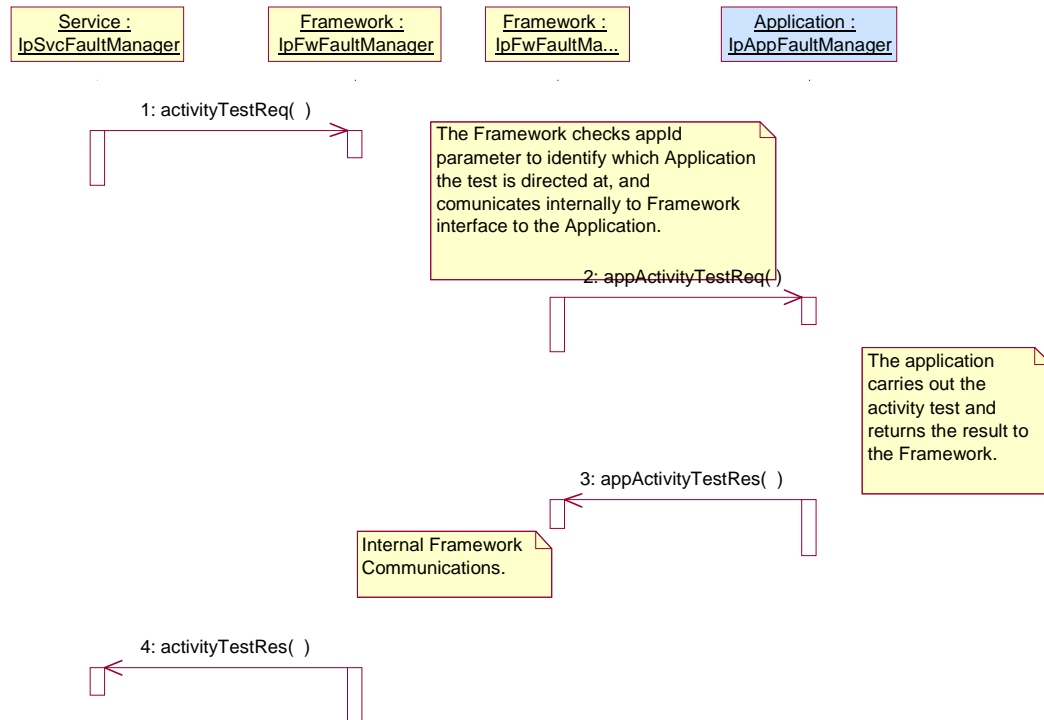 Service :
IpSvcFaultManager
Framework :
IpFwFaultManager
Framework :
IpFwFaultMa...
Application :
IpAppFaultManager
1: activityTestReq( )
The Framework checks appId
parameter to identify which Application
the test is directed at, and
comunicates internally to Framework
interface to the Application.
2: appActivityTestReq( )
The application
carries out the
activity test and
returns the result to
the Framework.
3: appActivityTestRes( )
Internal Framework
Communications.
4: activityTestRes( )